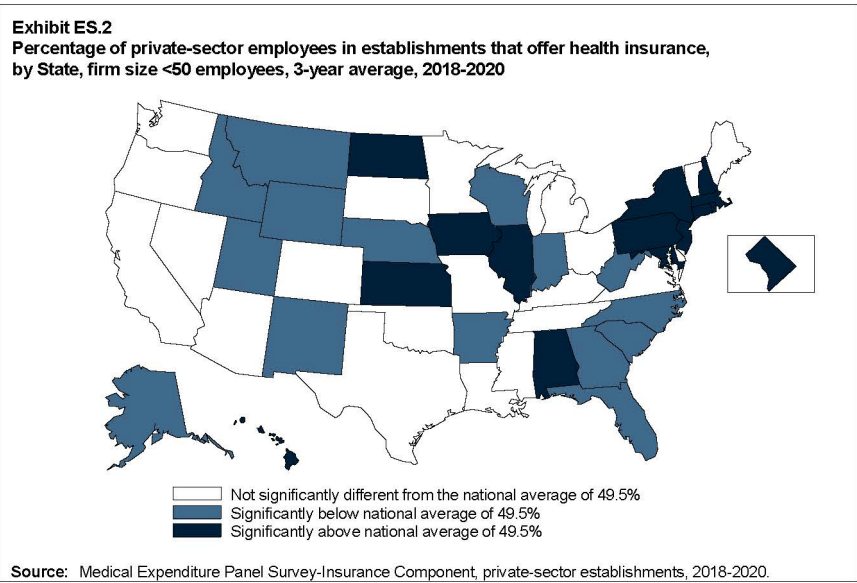 Exhibit ES.2
Percentage of private-sector employees in establishments that offer health insurance,
by State, firm size <50 employees, 3-year average, 2018-2020
Not significantly different from the national average of 49.5%
Significantly below national average of 49.5%
Significantly above national average of 49.5%
Source: Medical Expenditure Panel Survey-Insurance Component, private-sector establishments, 2018-2020.